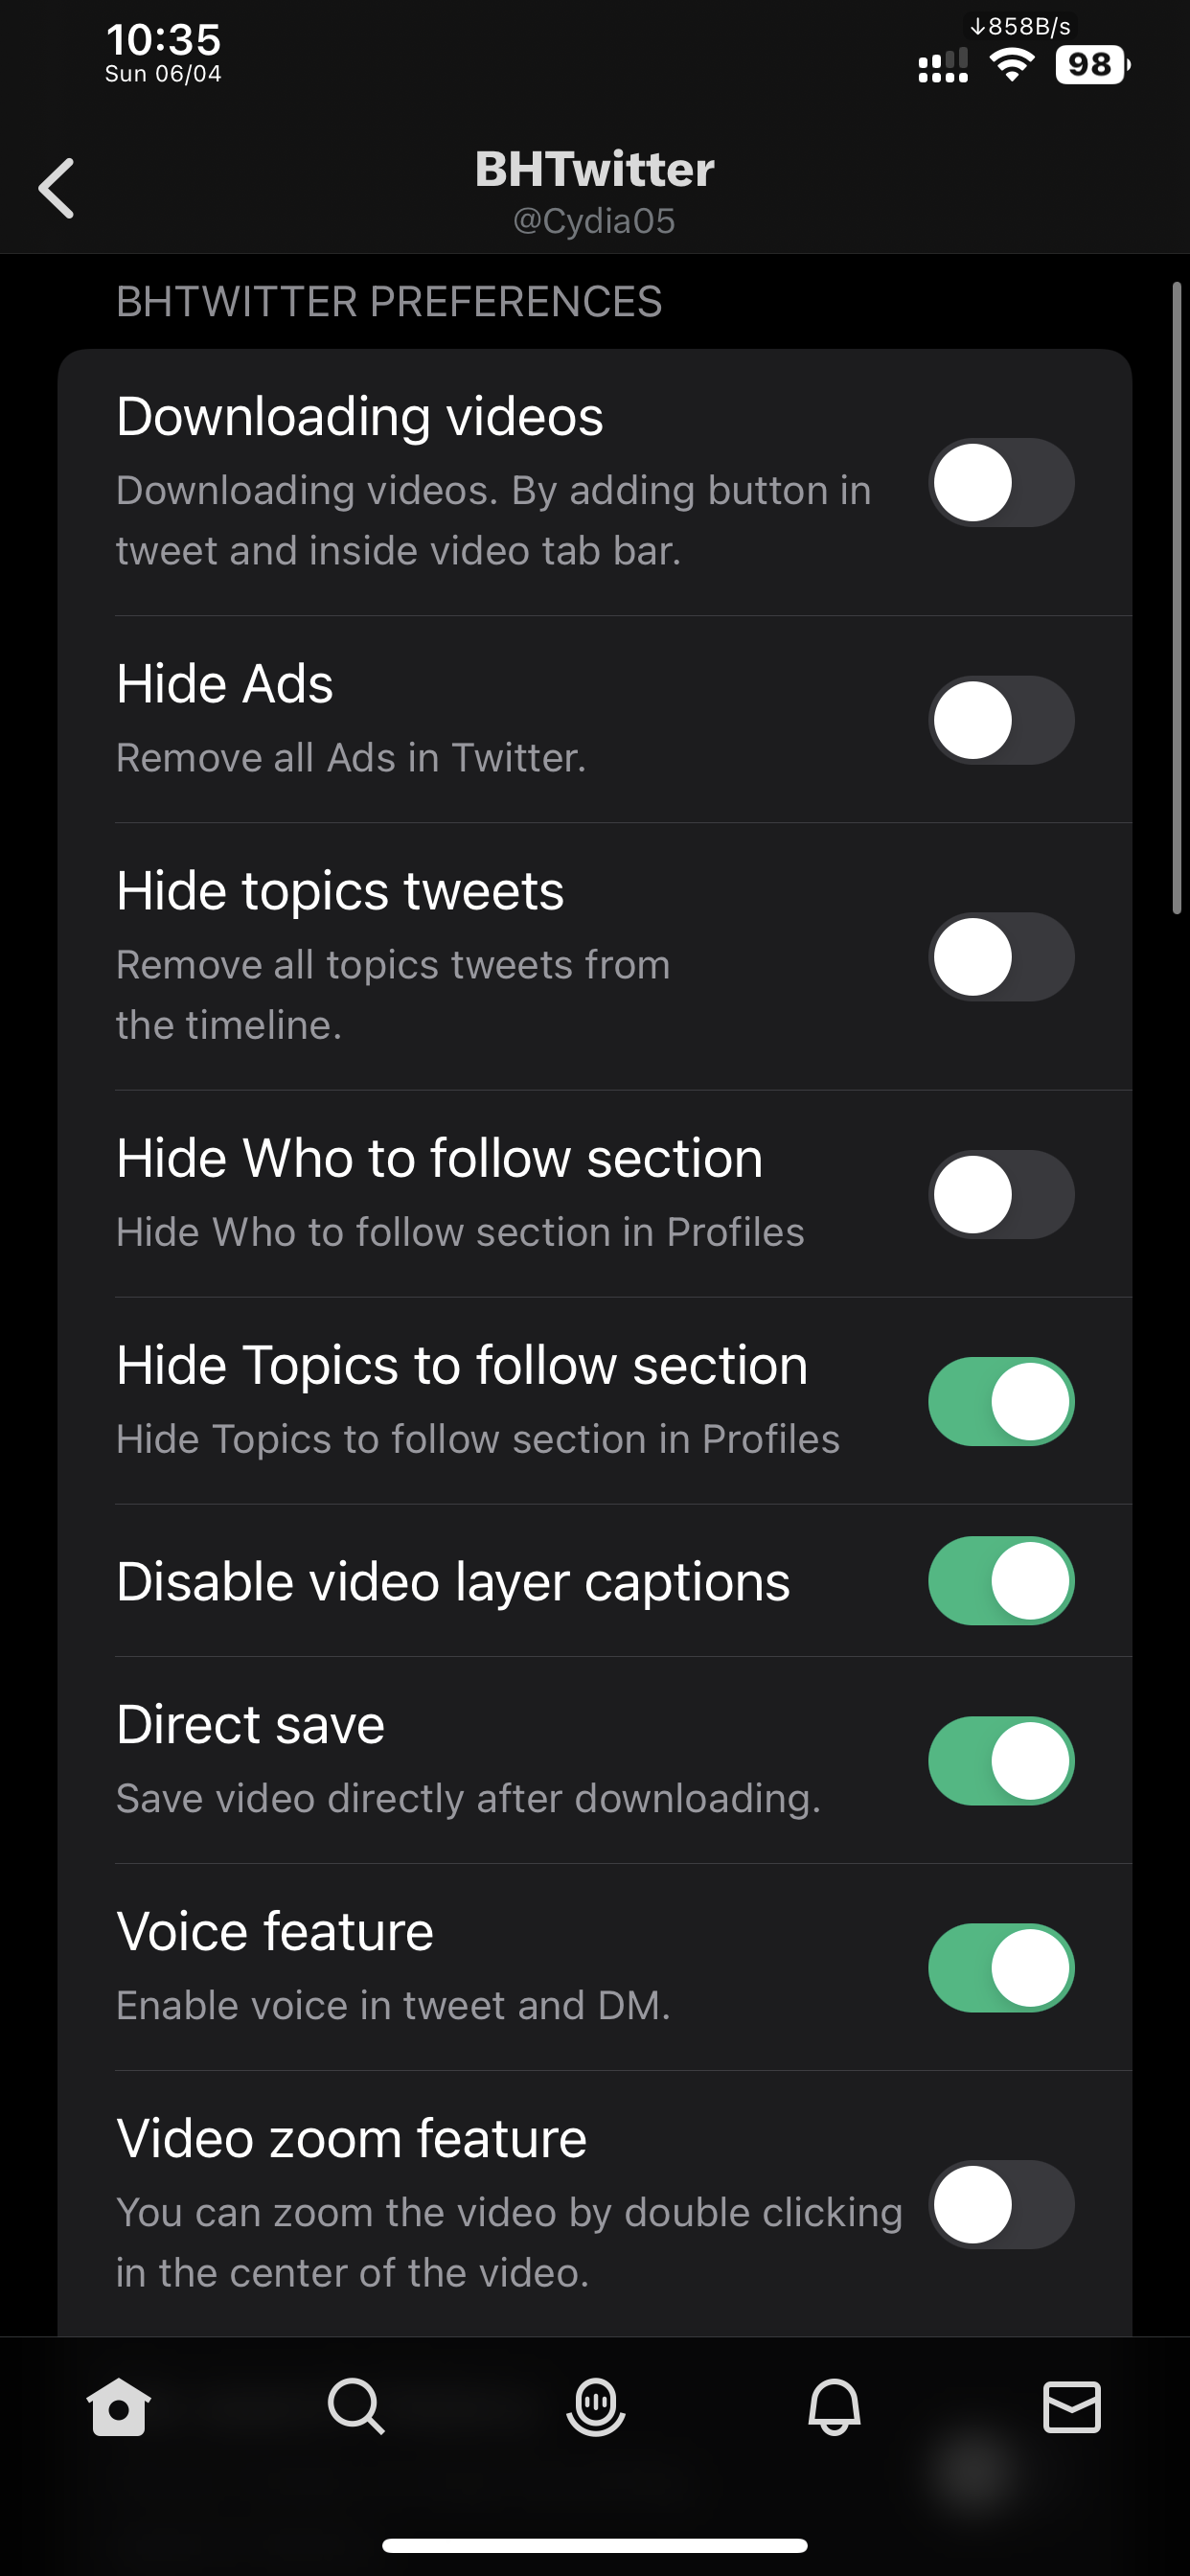 10:35
Sun 06/04
↓858B/s
98
BHTwitter
@Cydia05
BHTWITTER PREFERENCES
Downloading videos
Downloading videos. By adding button in
tweet and inside video tab bar.
Hide Ads
Remove all Ads in Twitter.
Hide topics tweets
Remove all topics tweets from
the timeline.
Hide Who to follow section
Hide Who to follow section in Profiles
Hide Topics to follow section
Hide Topics to follow section in Profiles
Disable video layer captions
Direct save
Save video directly after downloading.
Voice feature
Enable voice in tweet and DM.
Video zoom feature
You can zoom the video by double clicking
in the center of the video.